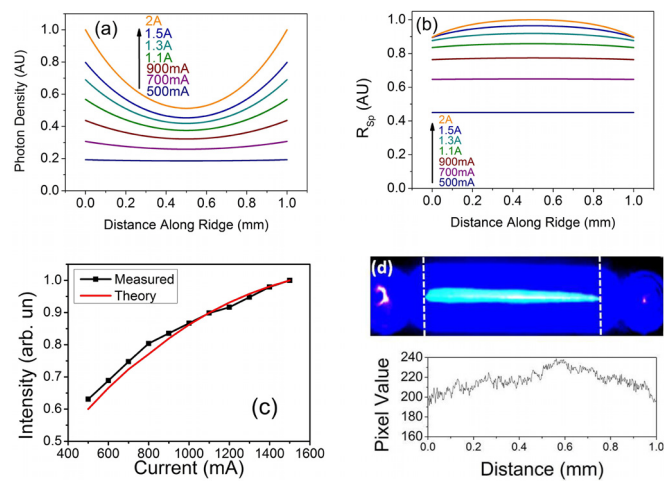 (a)
2A
1.5A
1.3A
1.1A
900mA
700mA
500mA
1.0
0.8
0.6
0.4
0.2
0.0
Photon Density (AU)
0.0 0.2 0.4 0.6 0.8 1.0
Distance Along Ridge (mm)
(b)
1.0
0.8
0.6
0.4
0.2
0.0
R_Sp (AU)
2A
1.5A
1.3A
1.1A
900mA
700mA
500mA
0.0 0.2 0.4 0.6 0.8 1.0
Distance Along Ridge (mm)
Measured
Theory
1.0
0.9
0.8
0.7
0.6
0.5
Intensity (arb. un)
(c)
400 600 800 1000 1200 1400 1600
Current (mA)
(d)
240
220
200
180
160
Pixel Value
0.0 0.2 0.4 0.6 0.8 1.0
Distance (mm)